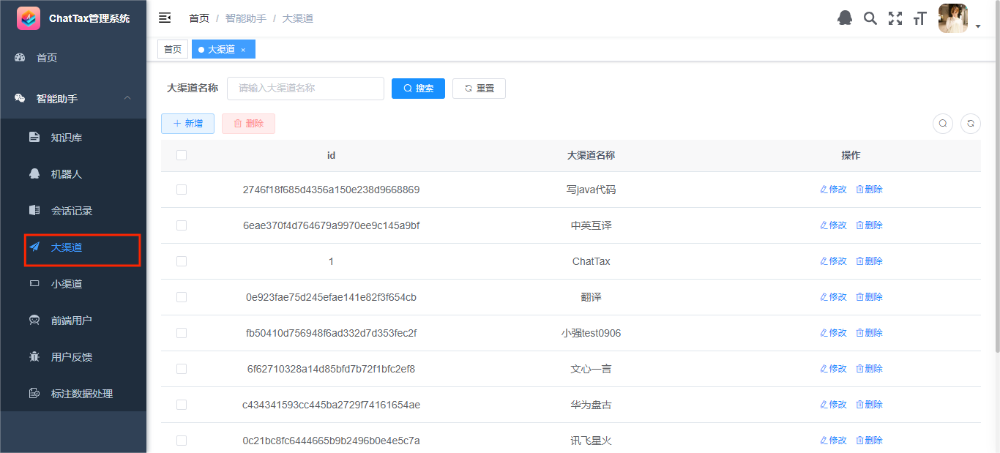 ChatTax管理系统
首页 / 智能助手 / 大渠道
首页
智能助手
知识库
机器人
会话记录
大渠道
小渠道
前端用户
用户反馈
标注数据处理
首页 大渠道 ×
大渠道名称 请输入大渠道名称 搜索 重置
新增 删除
id 大渠道名称 操作
2746f18f685d4356a150e238d9668869 写java代码 修改 删除
6eae370f4d764679a9970ee9c145a9bf 中英互译 修改 删除
1 ChatTax 修改 删除
0e923fae75d245efae141e82f3f654cb 翻译 修改 删除
fb50410d756948f6ad332d7d353fec2f 小强test0906 修改 删除
6f62710328a14d85bfd7b72f1bfc2ef8 文心一言 修改 删除
c434341593cc445ba2729f74161654ae 华为盘古 修改 删除
0c21bc8fc6444665b9b2496b0e4e5c7a 讯飞星火 修改 删除